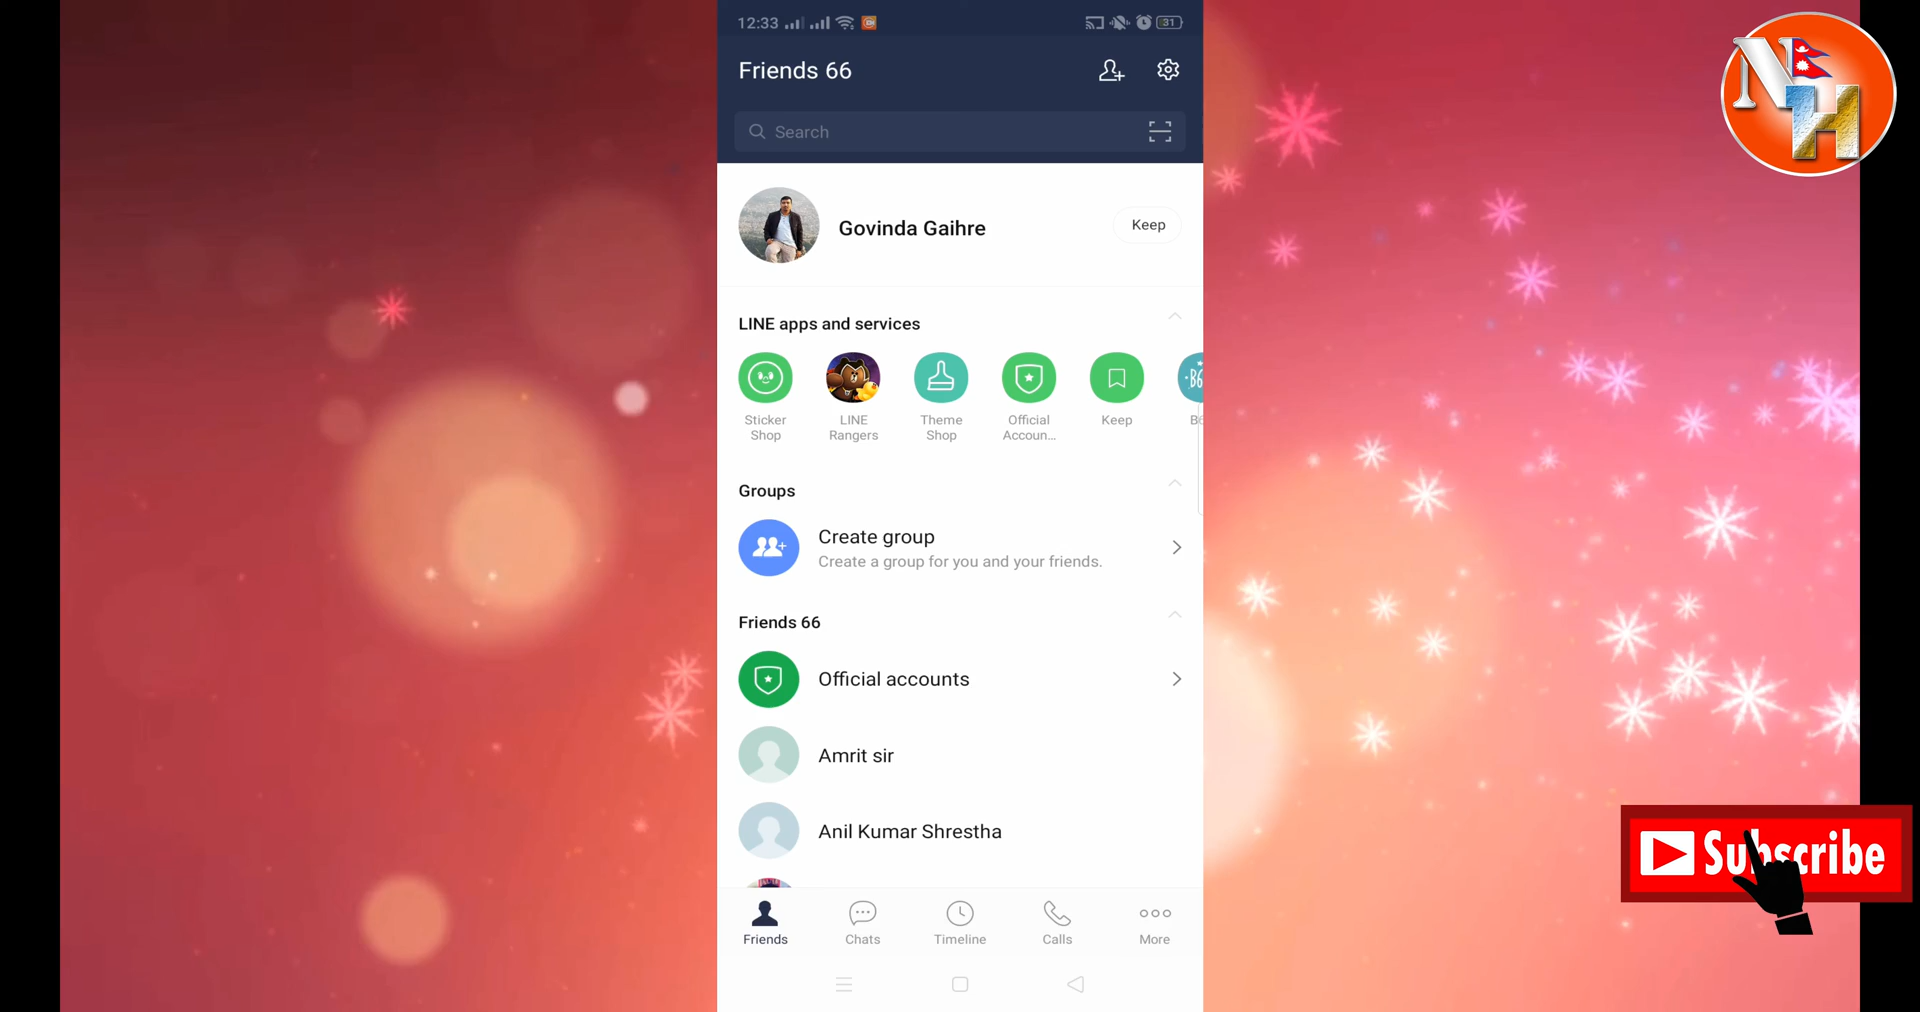 12:33
31
Friends 66
Search
Govinda Gaihre
Keep
LINE apps and services
Sticker Shop
LINE Rangers
Theme Shop
Official Accoun...
Keep
Groups
Create group
Create a group for you and your friends.
Friends 66
Official accounts
Amrit sir
Anil Kumar Shrestha
Friends
Chats
Timeline
Calls
More
NH
Subscribe